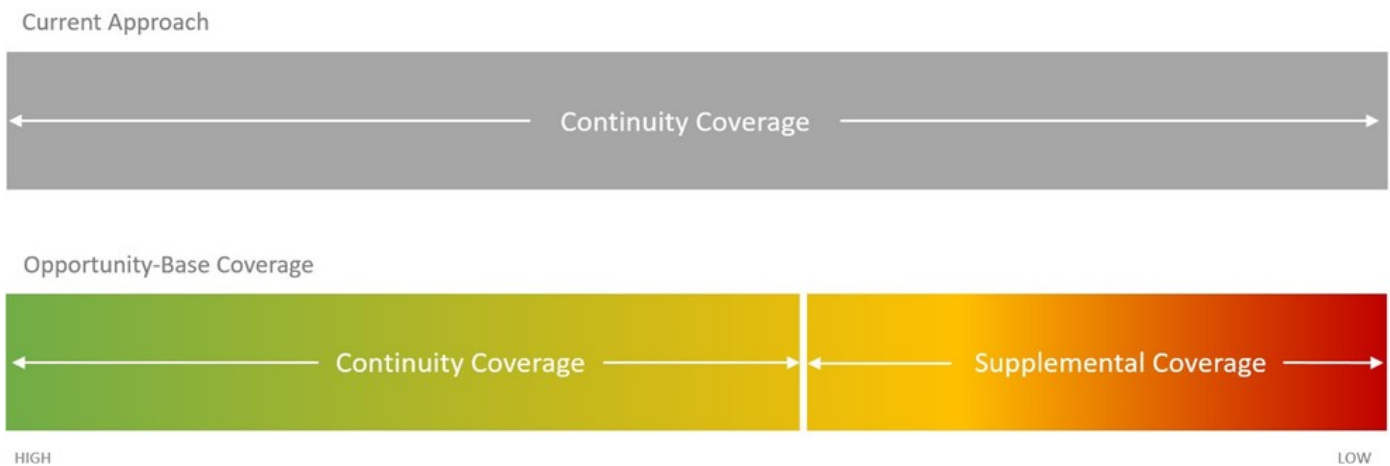 Current Approach
Continuity Coverage
Opportunity-Base Coverage
Continuity Coverage Supplemental Coverage
HIGH LOW